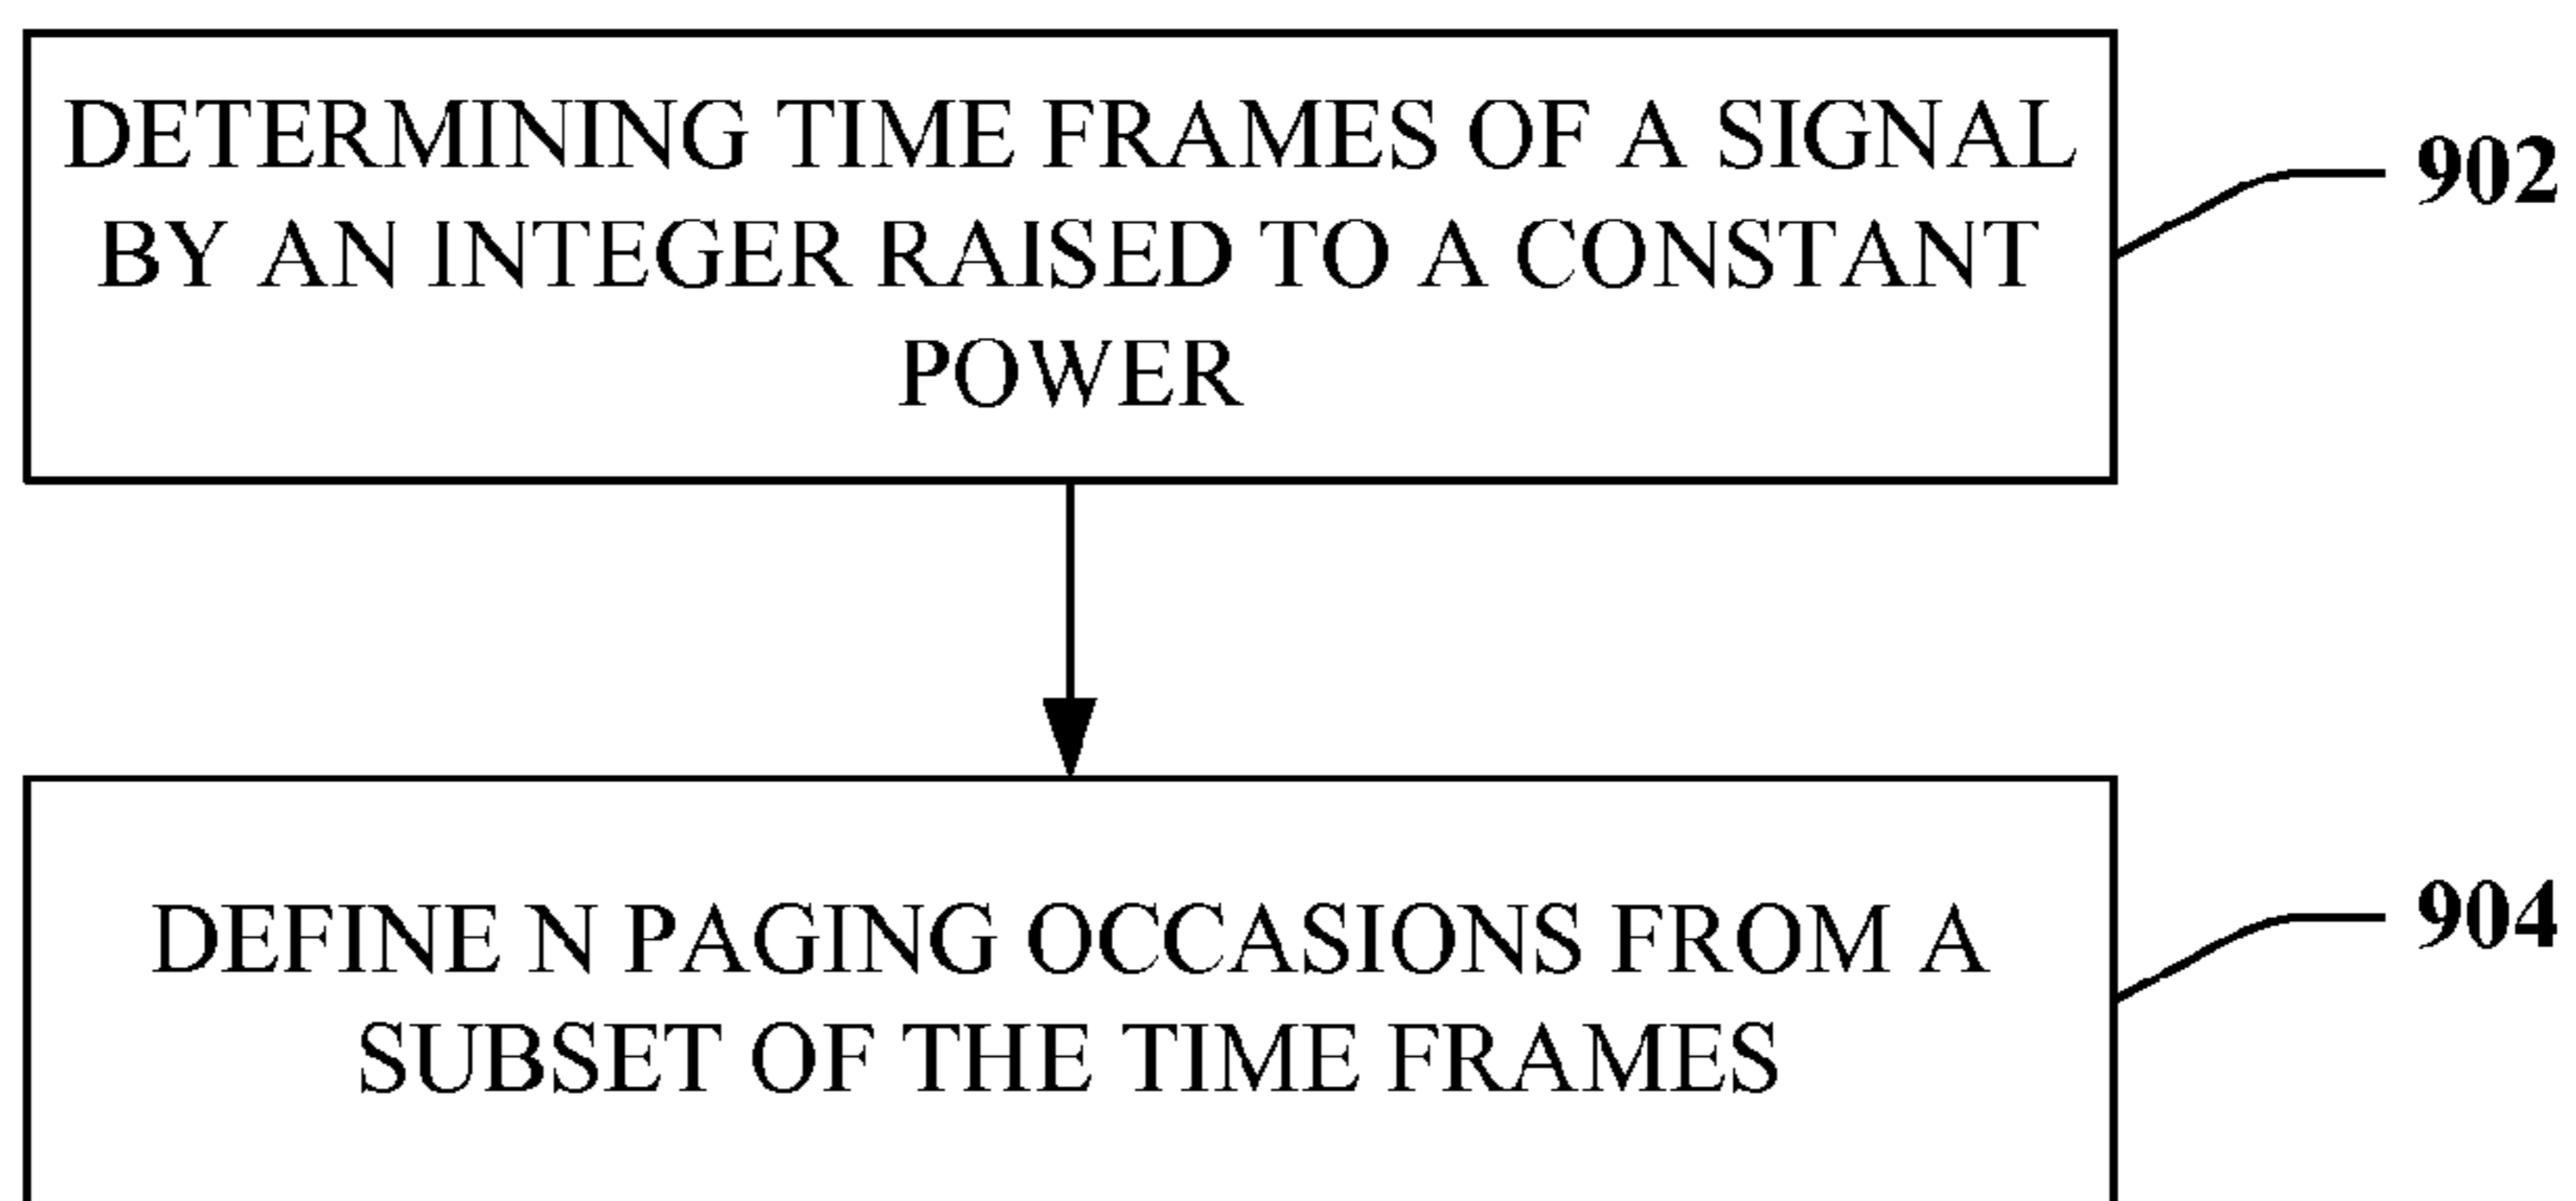 DETERMINING TIME FRAMES OF A SIGNAL
BY AN INTEGER RAISED TO A CONSTANT
POWER
902
DEFINE N PAGING OCCASIONS FROM A
SUBSET OF THE TIME FRAMES
904